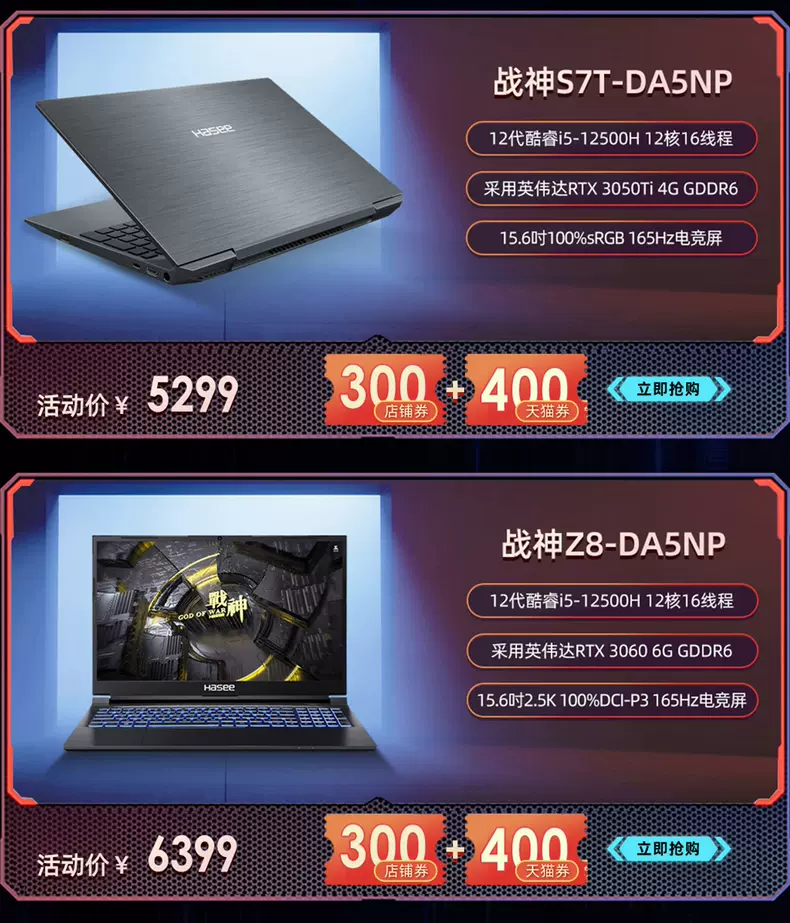 战神S7T-DA5NP
Hasee
12代酷睿i5-12500H 12核16线程
采用英伟达RTX 3050Ti 4G GDDR6
15.6吋100%sRGB 165Hz电竞屏
活动价 ¥ 5299
300
店铺券
+
400
天猫券
立即抢购
战神Z8-DA5NP
12代酷睿i5-12500H 12核16线程
戰神
GOD OF WAR
采用英伟达RTX 3060 6G GDDR6
Hasee
15.6吋2.5K 100%DCI-P3 165Hz电竞屏
活动价 ¥ 6399
300
店铺券
+
400
天猫券
立即抢购